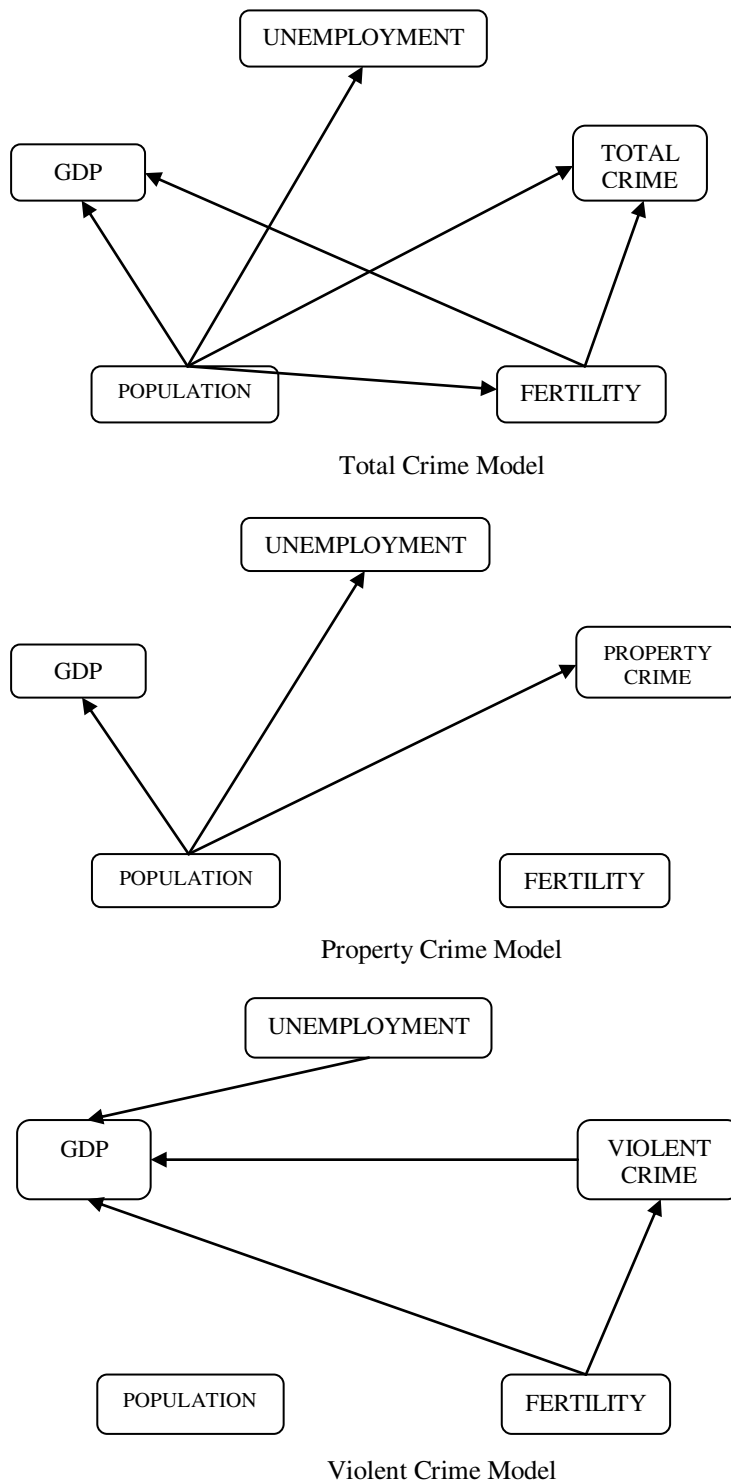 UNEMPLOYMENT
GDP
TOTAL
CRIME
POPULATION
FERTILITY
Total Crime Model
UNEMPLOYMENT
GDP
PROPERTY
CRIME
POPULATION
FERTILITY
Property Crime Model
UNEMPLOYMENT
GDP
VIOLENT
CRIME
POPULATION
FERTILITY
Violent Crime Model